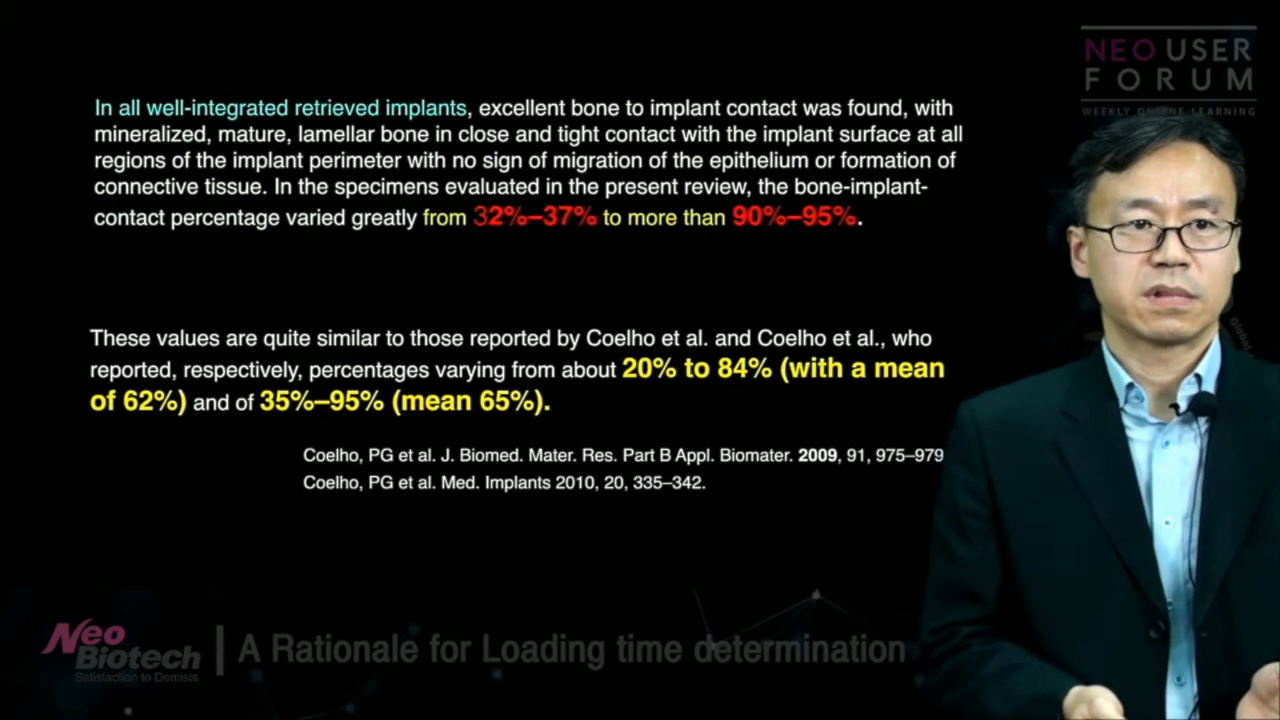 NEO USER
FORUM
WEEKLY ONLINE LEARNING
In all well-integrated retrieved implants, excellent bone to implant contact was found, with
mineralized, mature, lamellar bone in close and tight contact with the implant surface at all
regions of the implant perimeter with no sign of migration of the epithelium or formation of
connective tissue. In the specimens evaluated in the present review, the bone-implant-
contact percentage varied greatly from 32%–37% to more than 90%–95%.
These values are quite similar to those reported by Coelho et al. and Coelho et al., who
reported, respectively, percentages varying from about 20% to 84% (with a mean
of 62%) and of 35%–95% (mean 65%).
Coelho, PG et al. J. Biomed. Mater. Res. Part B Appl. Biomater. 2009, 91, 975–979
Coelho, PG et al. Med. Implants 2010, 20, 335–342.
Neo
Biotech
Satisfaction to Dentists
A Rationale for Loading time determination